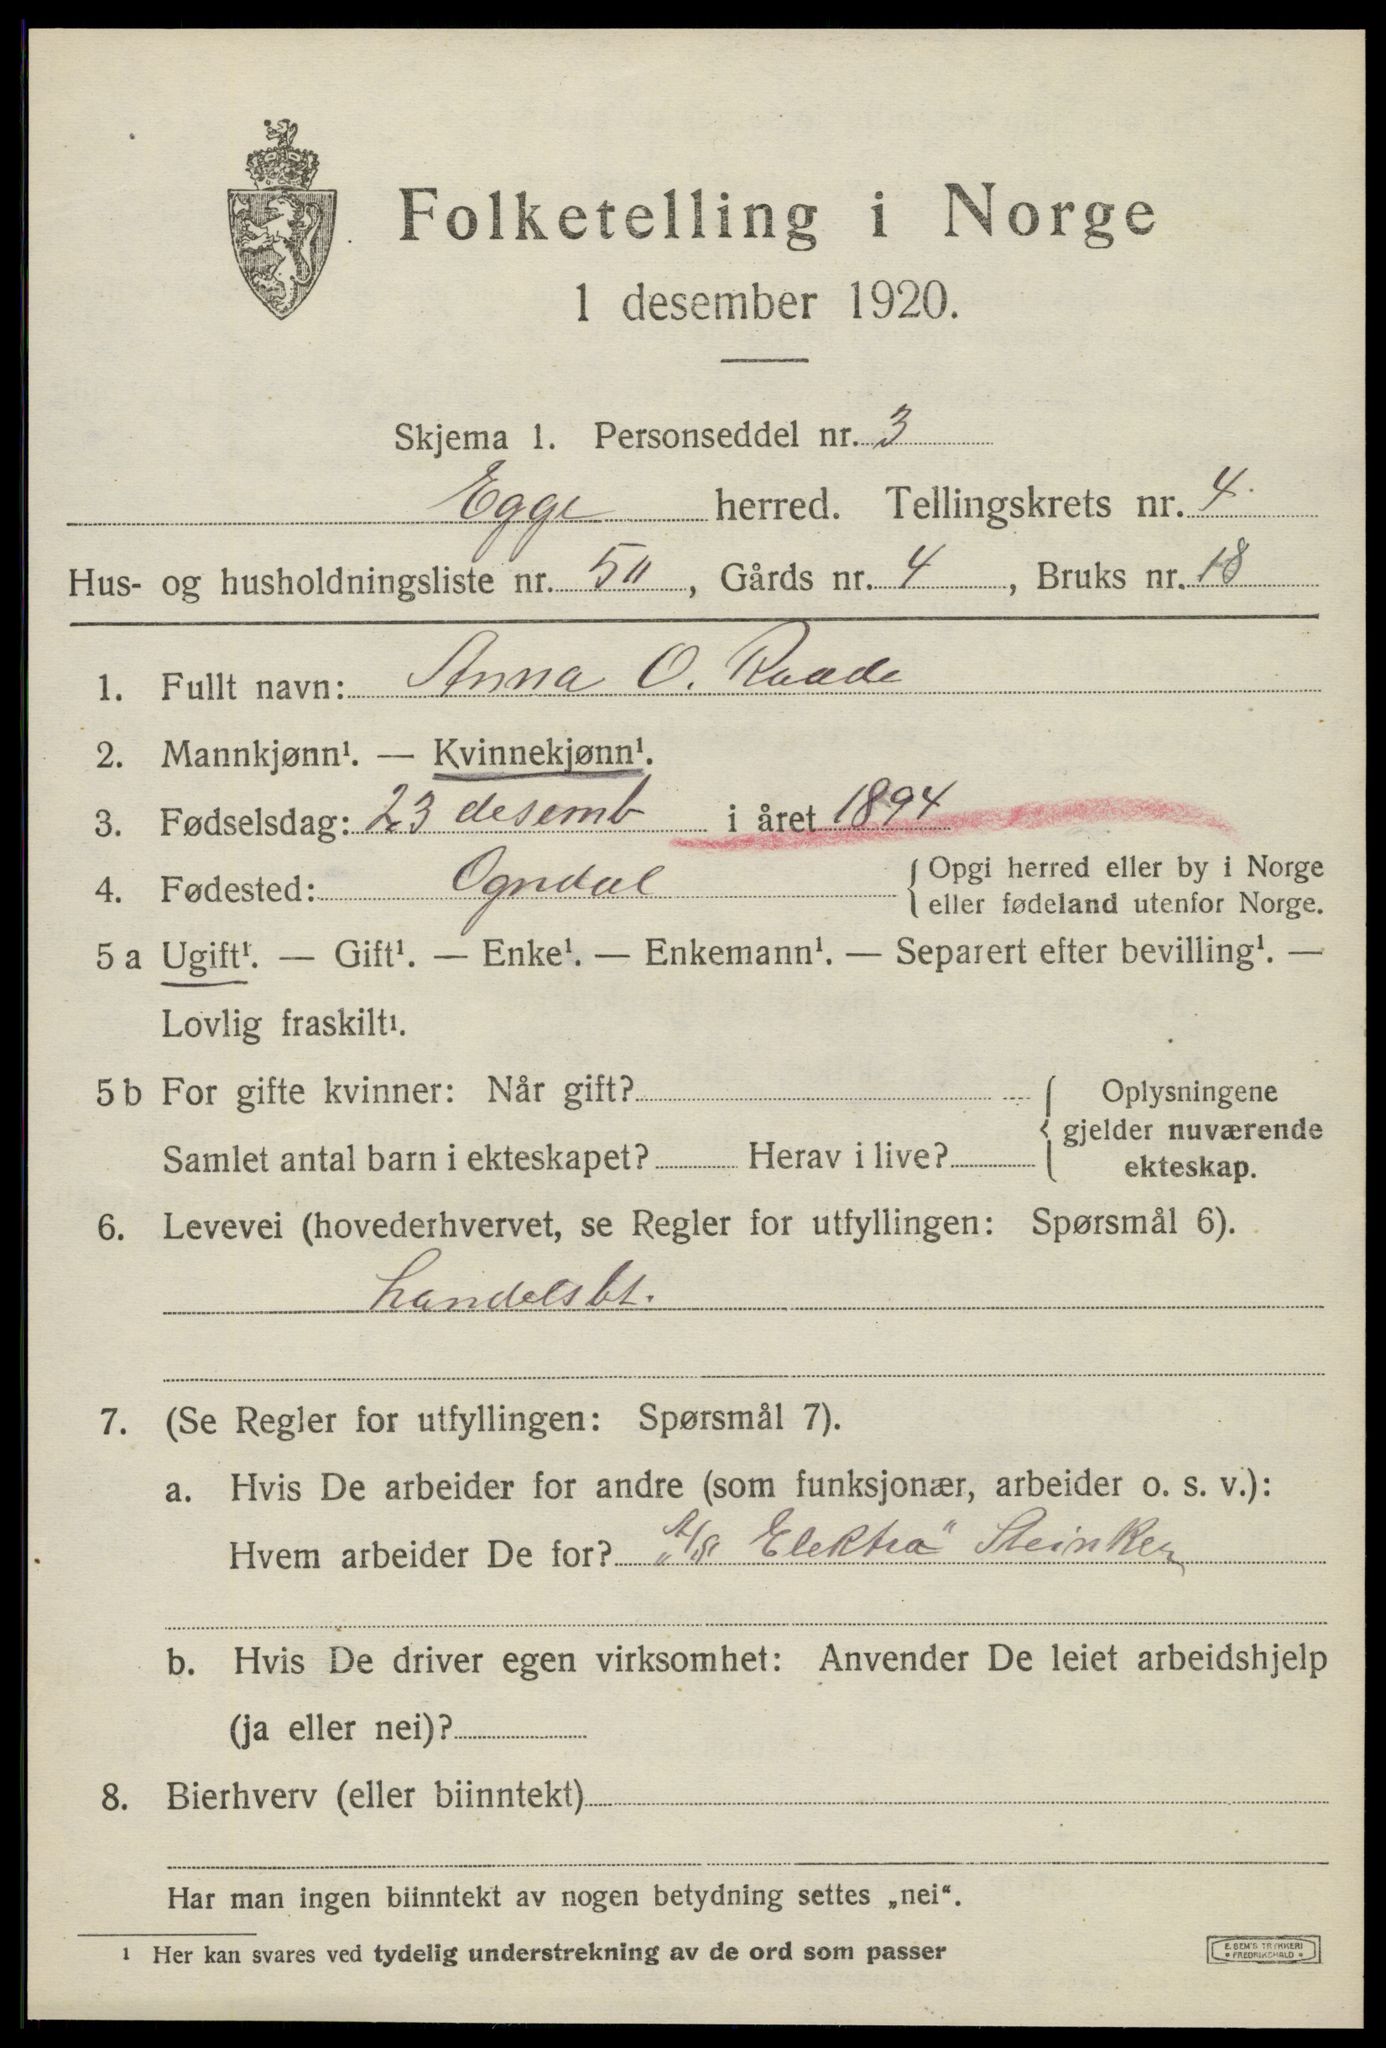 Folketelling i Norge
1 desember 1920.
Skjema 1. Personseddel nr. 3
Egge herred. Tellingskrets nr. 4.
Hus- og husholdningsliste nr. 50, Gårds nr. 4, Bruks nr. 18
1. Fullt navn: Anna O. Raade
2. Mannkjønn¹. — Kvinnekjønn¹.
3. Fødselsdag: 23 desemb i året 1894
4. Fødested: Ogndal { Opgi herred eller by i Norge
eller fødeland utenfor Norge.
5 a Ugift¹. — Gift¹. — Enke¹. — Enkemann¹. — Separert efter bevilling¹. —
Lovlig fraskilt¹.
5 b For gifte kvinner: Når gift? { Oplysningene
gjelder nuværende
Samlet antal barn i ekteskapet? Herav i live? ekteskap.
6. Levevei (hovederhvervet, se Regler for utfyllingen: Spørsmål 6).
handelsbt.
7. (Se Regler for utfyllingen: Spørsmål 7).
a. Hvis De arbeider for andre (som funksjonær, arbeider o. s. v.):
Hvem arbeider De for? „A/S Elektra" Steinker
b. Hvis De driver egen virksomhet: Anvender De leiet arbeidshjelp
(ja eller nei)?
8. Bierhverv (eller biinntekt)
Har man ingen biinntekt av nogen betydning settes „nei“.
¹ Her kan svares ved tydelig understrekning av de ord som passer
E. SEM'S TRYKKERI
* FREDRIKSHALD *